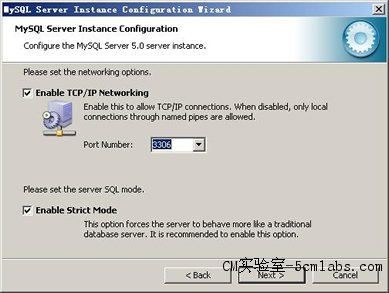 MySQL Server Instance Configuration Wizard
MySQL Server Instance Configuration
Configure the MySQL Server 5.0 server instance.
Please set the networking options.
Enable TCP/IP Networking
Enable this to allow TCP/IP connections. When disabled, only local
connections through named pipes are allowed.
Port Number: 3306
Please set the server SQL mode.
Enable Strict Mode
This option forces the server to behave more like a traditional
database server. It is recommended to enable this option.
< Back Next > Cancel
CM实验室-5cmlabs.com